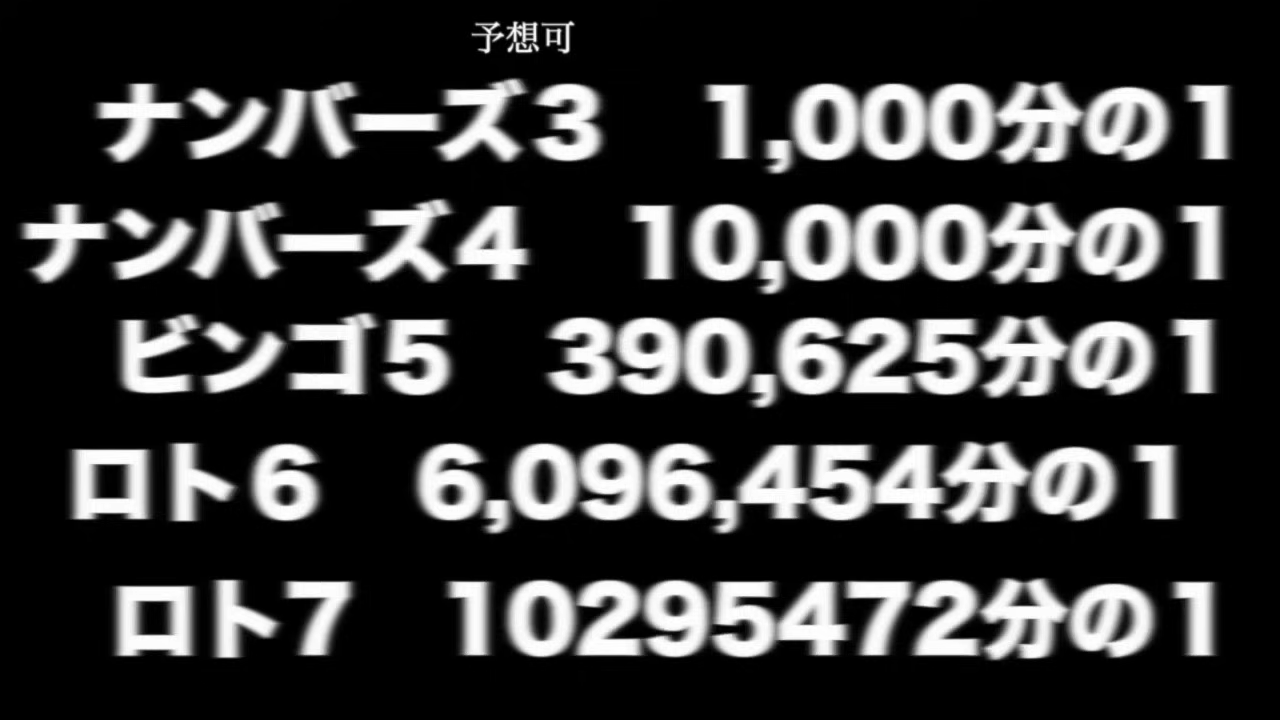 予想可
ナンバーズ3　1,000分の1
ナンバーズ4　10,000分の1
ビンゴ5　390,625分の1
ロト6　6,096,454分の1
ロト7　10295472分の1